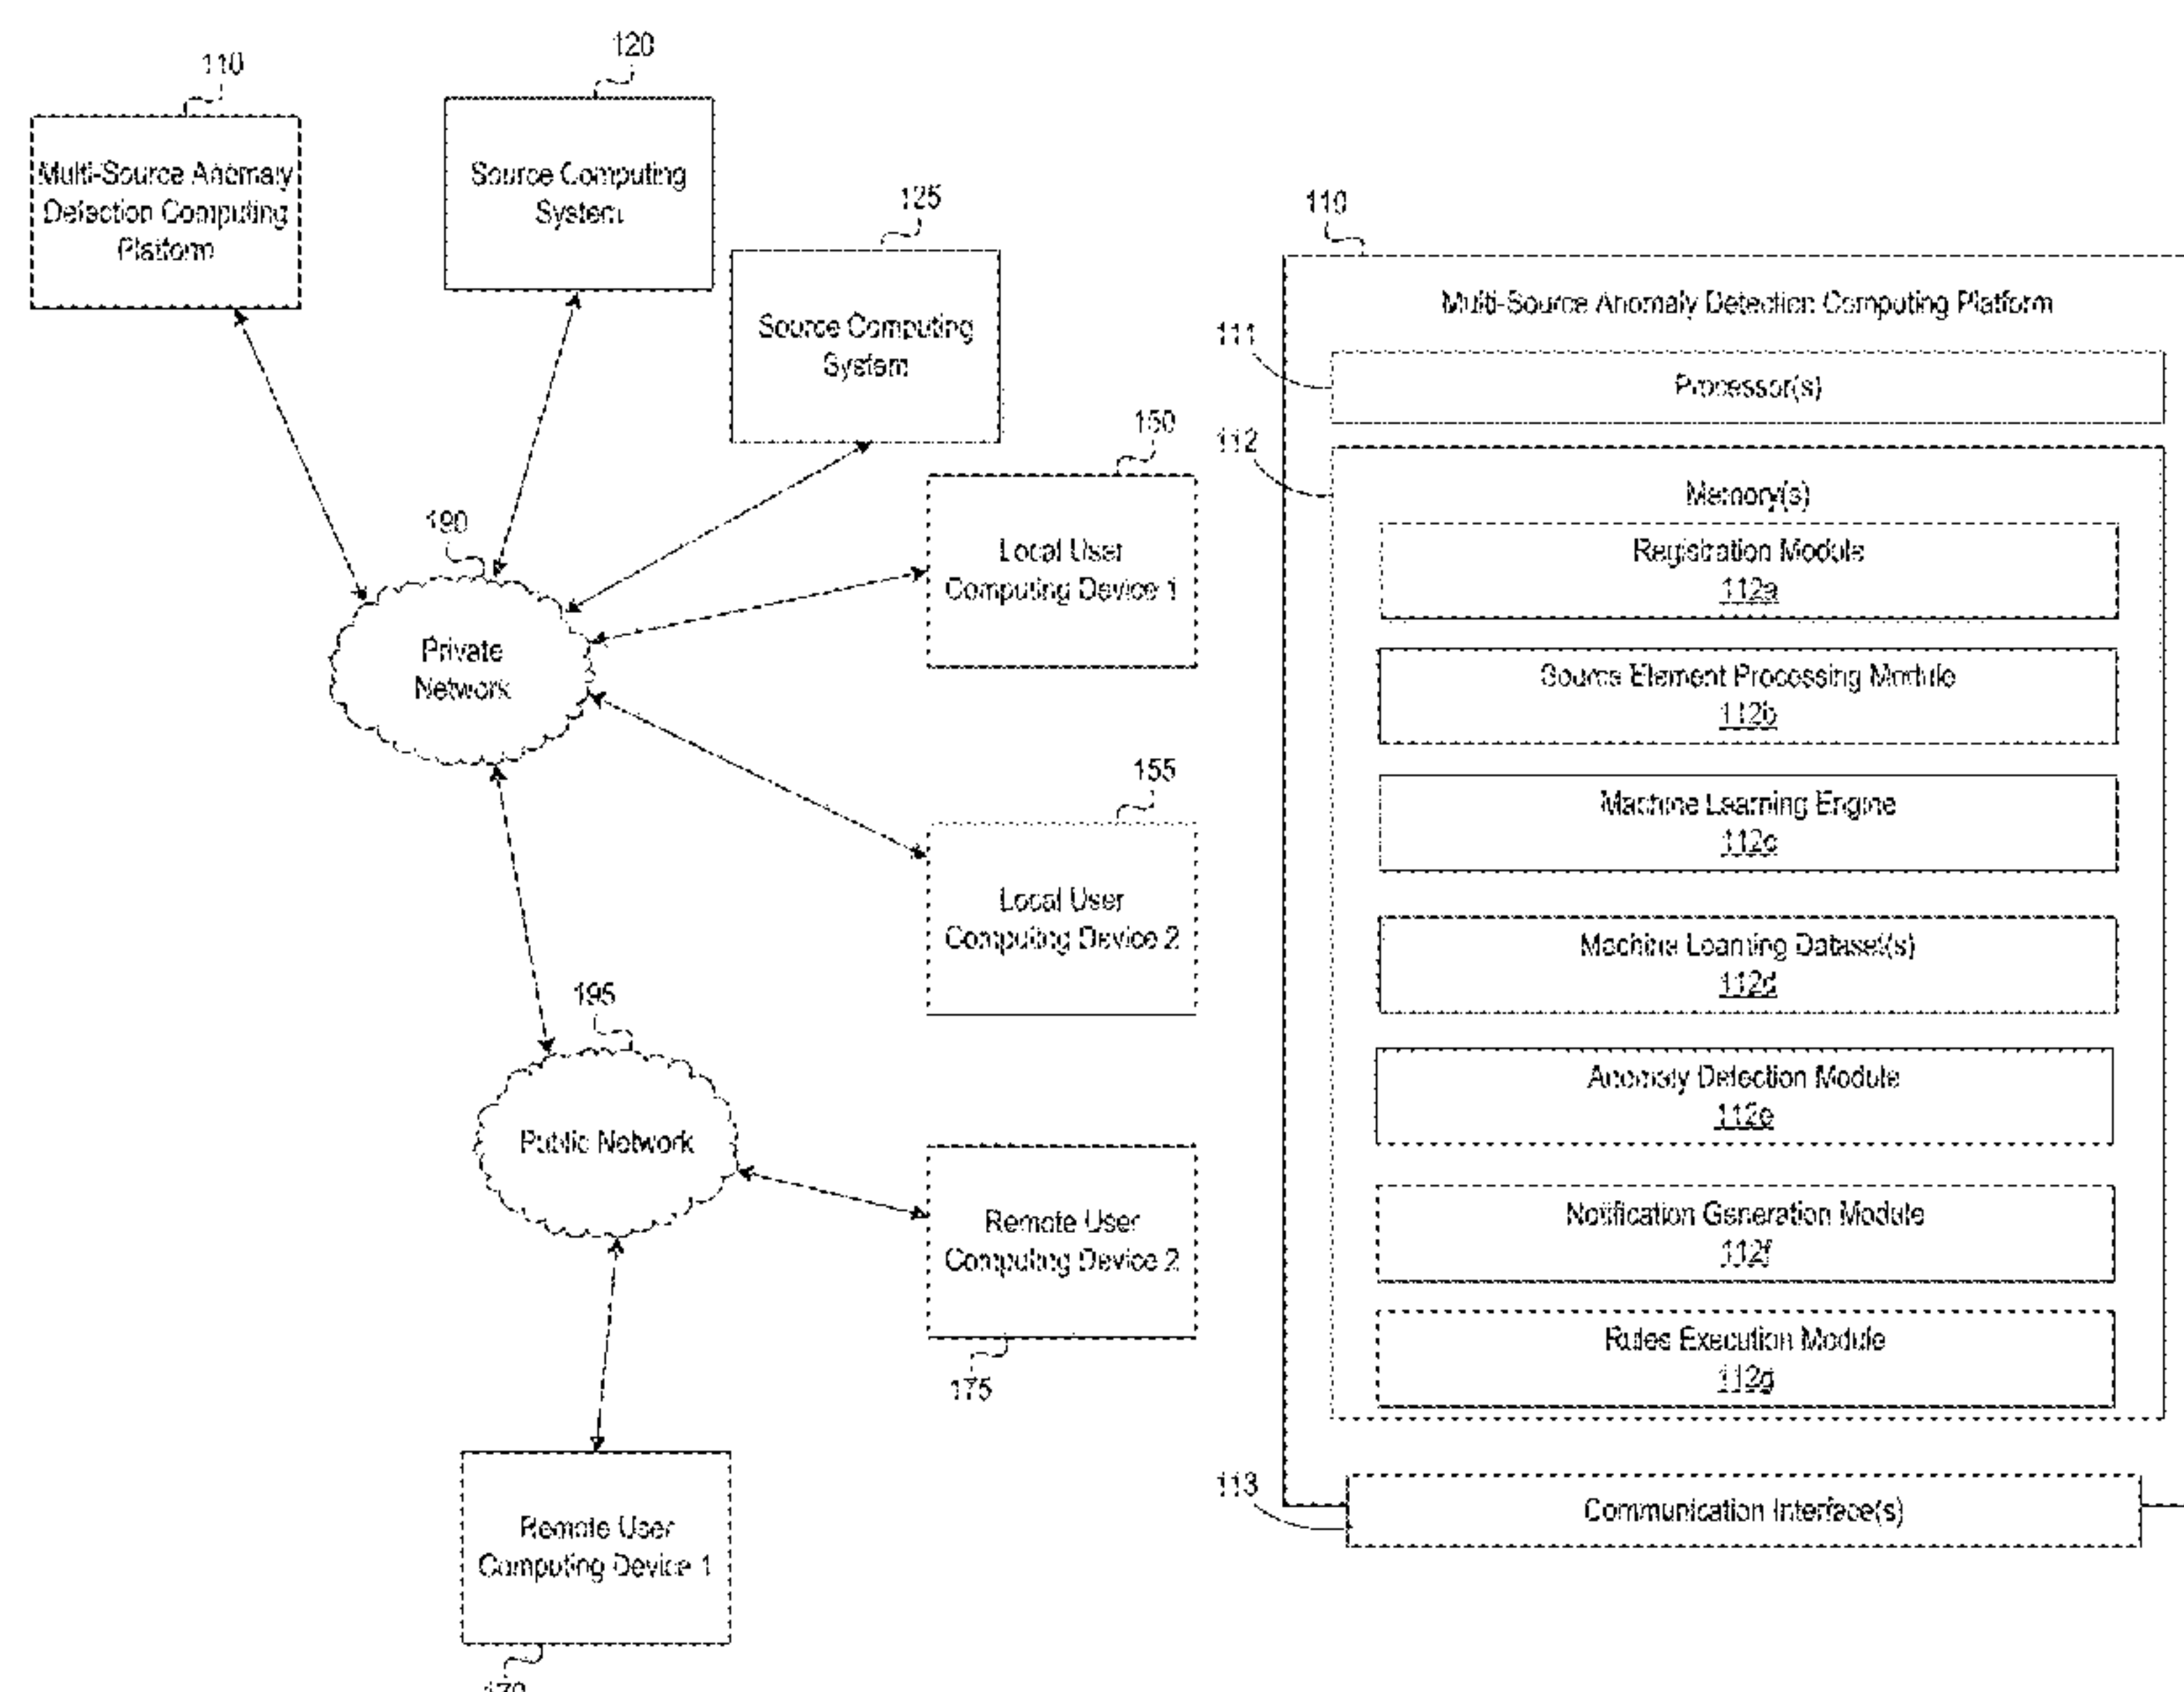 110
Multi-Source Anomaly
Detection Computing
Platform
120
Source Computing
System
125
Source Computing
System
150
Local User
Computing Device 1
190
Private
Network
155
Local User
Computing Device 2
195
Public Network
Remote User
Computing Device 2
175
Remote User
Computing Device 1
170
110
Multi-Source Anomaly Detection Computing Platform
111
Processor(s)
112
Memory(s)
Registration Module
112a
Source Element Processing Module
112b
Machine Learning Engine
112c
Machine Learning Dataset(s)
112d
Anomaly Detection Module
112e
Notification Generation Module
112f
Rules Execution Module
112g
113
Communication Interface(s)